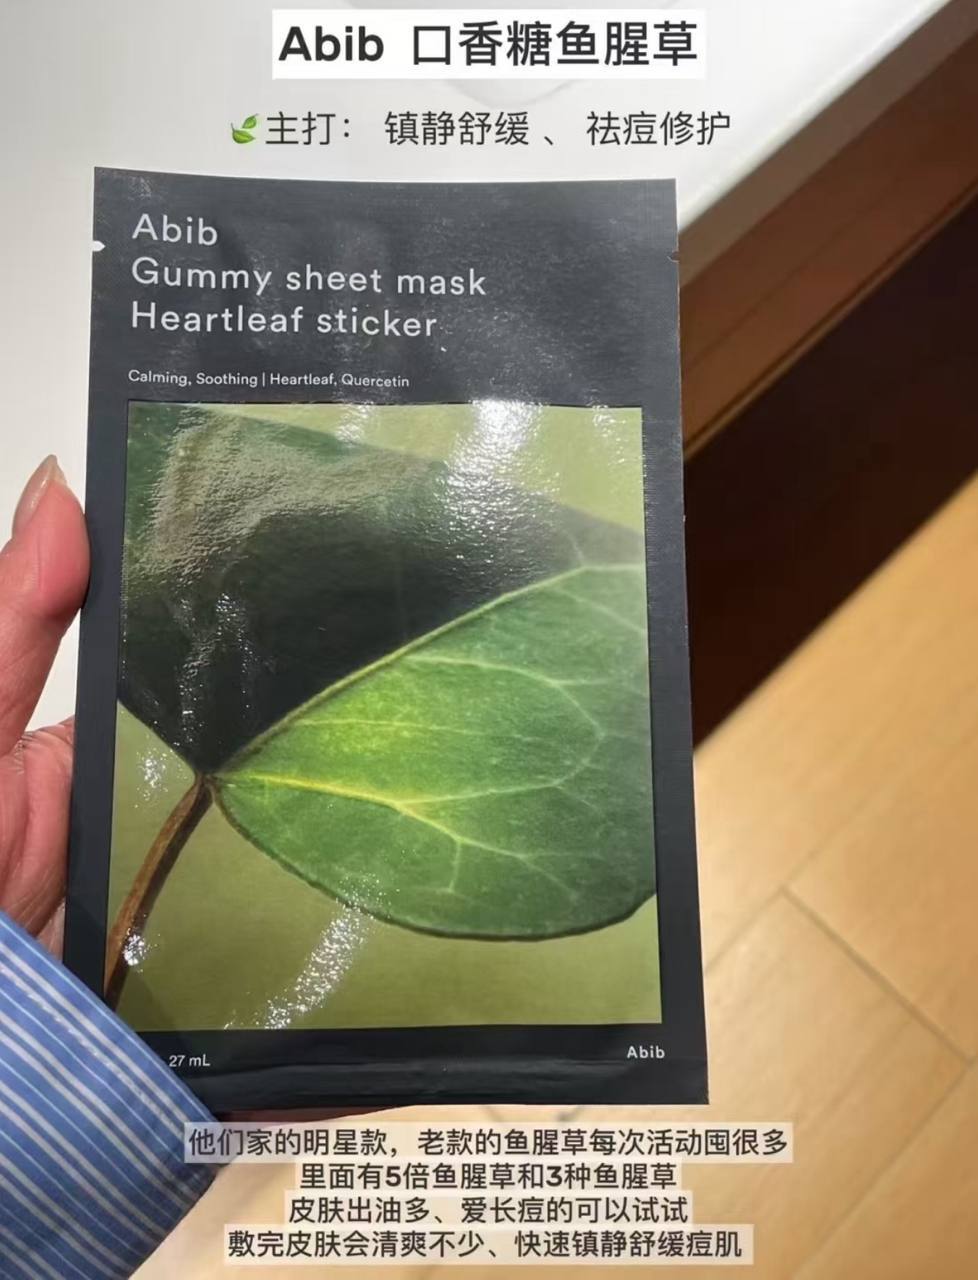 Abib 口香糖鱼腥草
主打： 镇静舒缓 、 祛痘修护
Abib
Gummy sheet mask
Heartleaf sticker
Calming, Soothing | Heartleaf, Quercetin
27 mL
Abib
他们家的明星款，老款的鱼腥草每次活动囤很多
里面有5倍鱼腥草和3种鱼腥草
皮肤出油多、爱长痘的可以试试
敷完皮肤会清爽不少、快速镇静舒缓痘肌